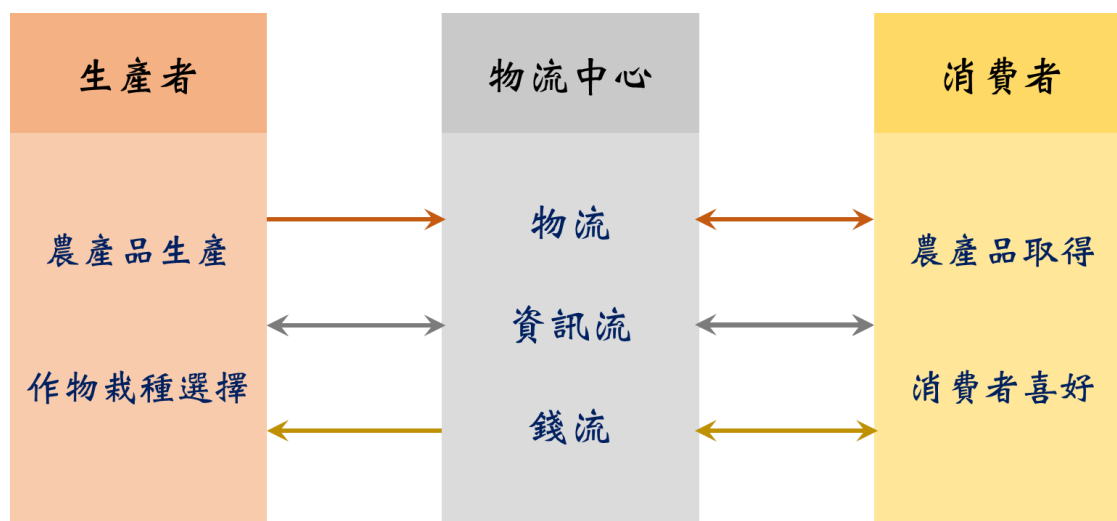 生產者
農產品生產
作物栽種選擇
物流中心
物流
資訊流
錢流
消費者
農產品取得
消費者喜好